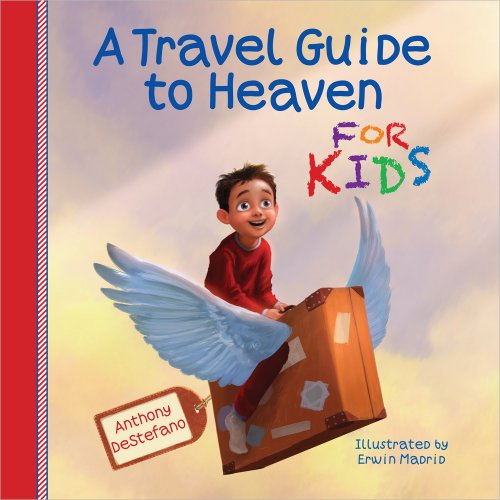 A Travel Guide
to Heaven
FOR
KIDS
Anthony
DeStefano
Illustrated by
Erwin Madrid